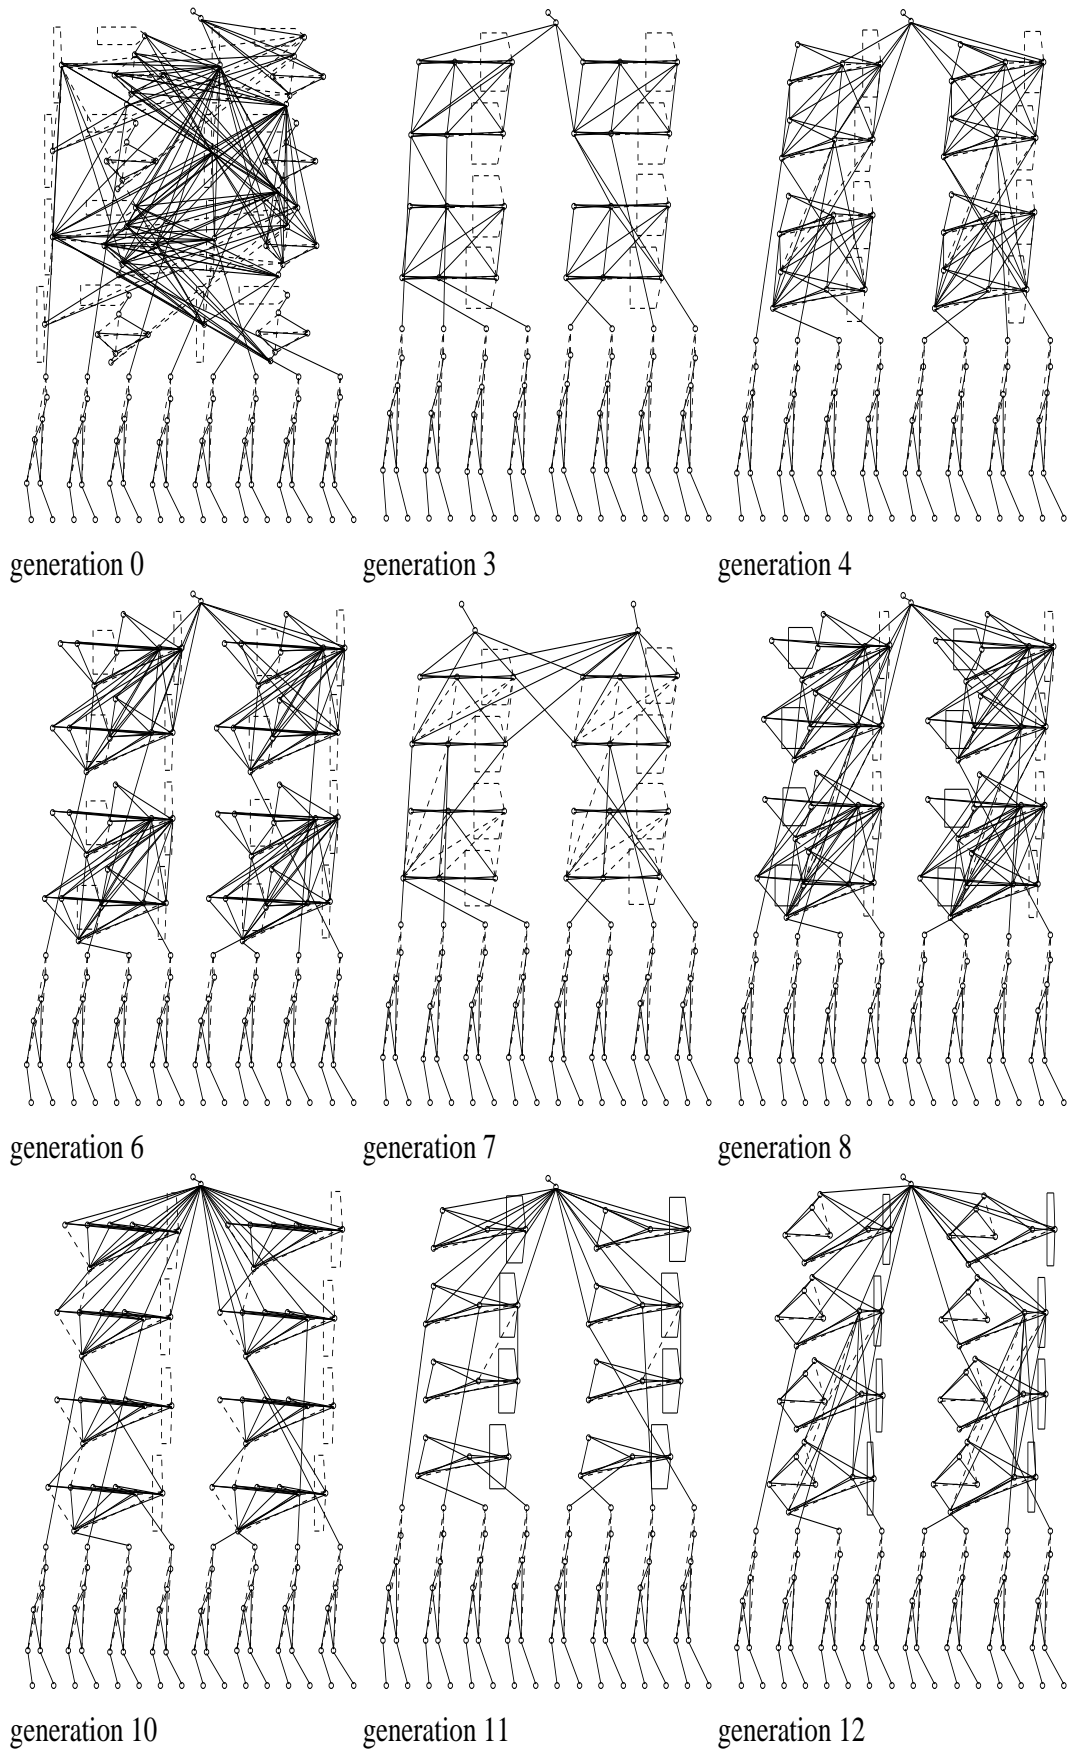 generation 0
generation 3
generation 4
generation 6
generation 7
generation 8
generation 10
generation 11
generation 12